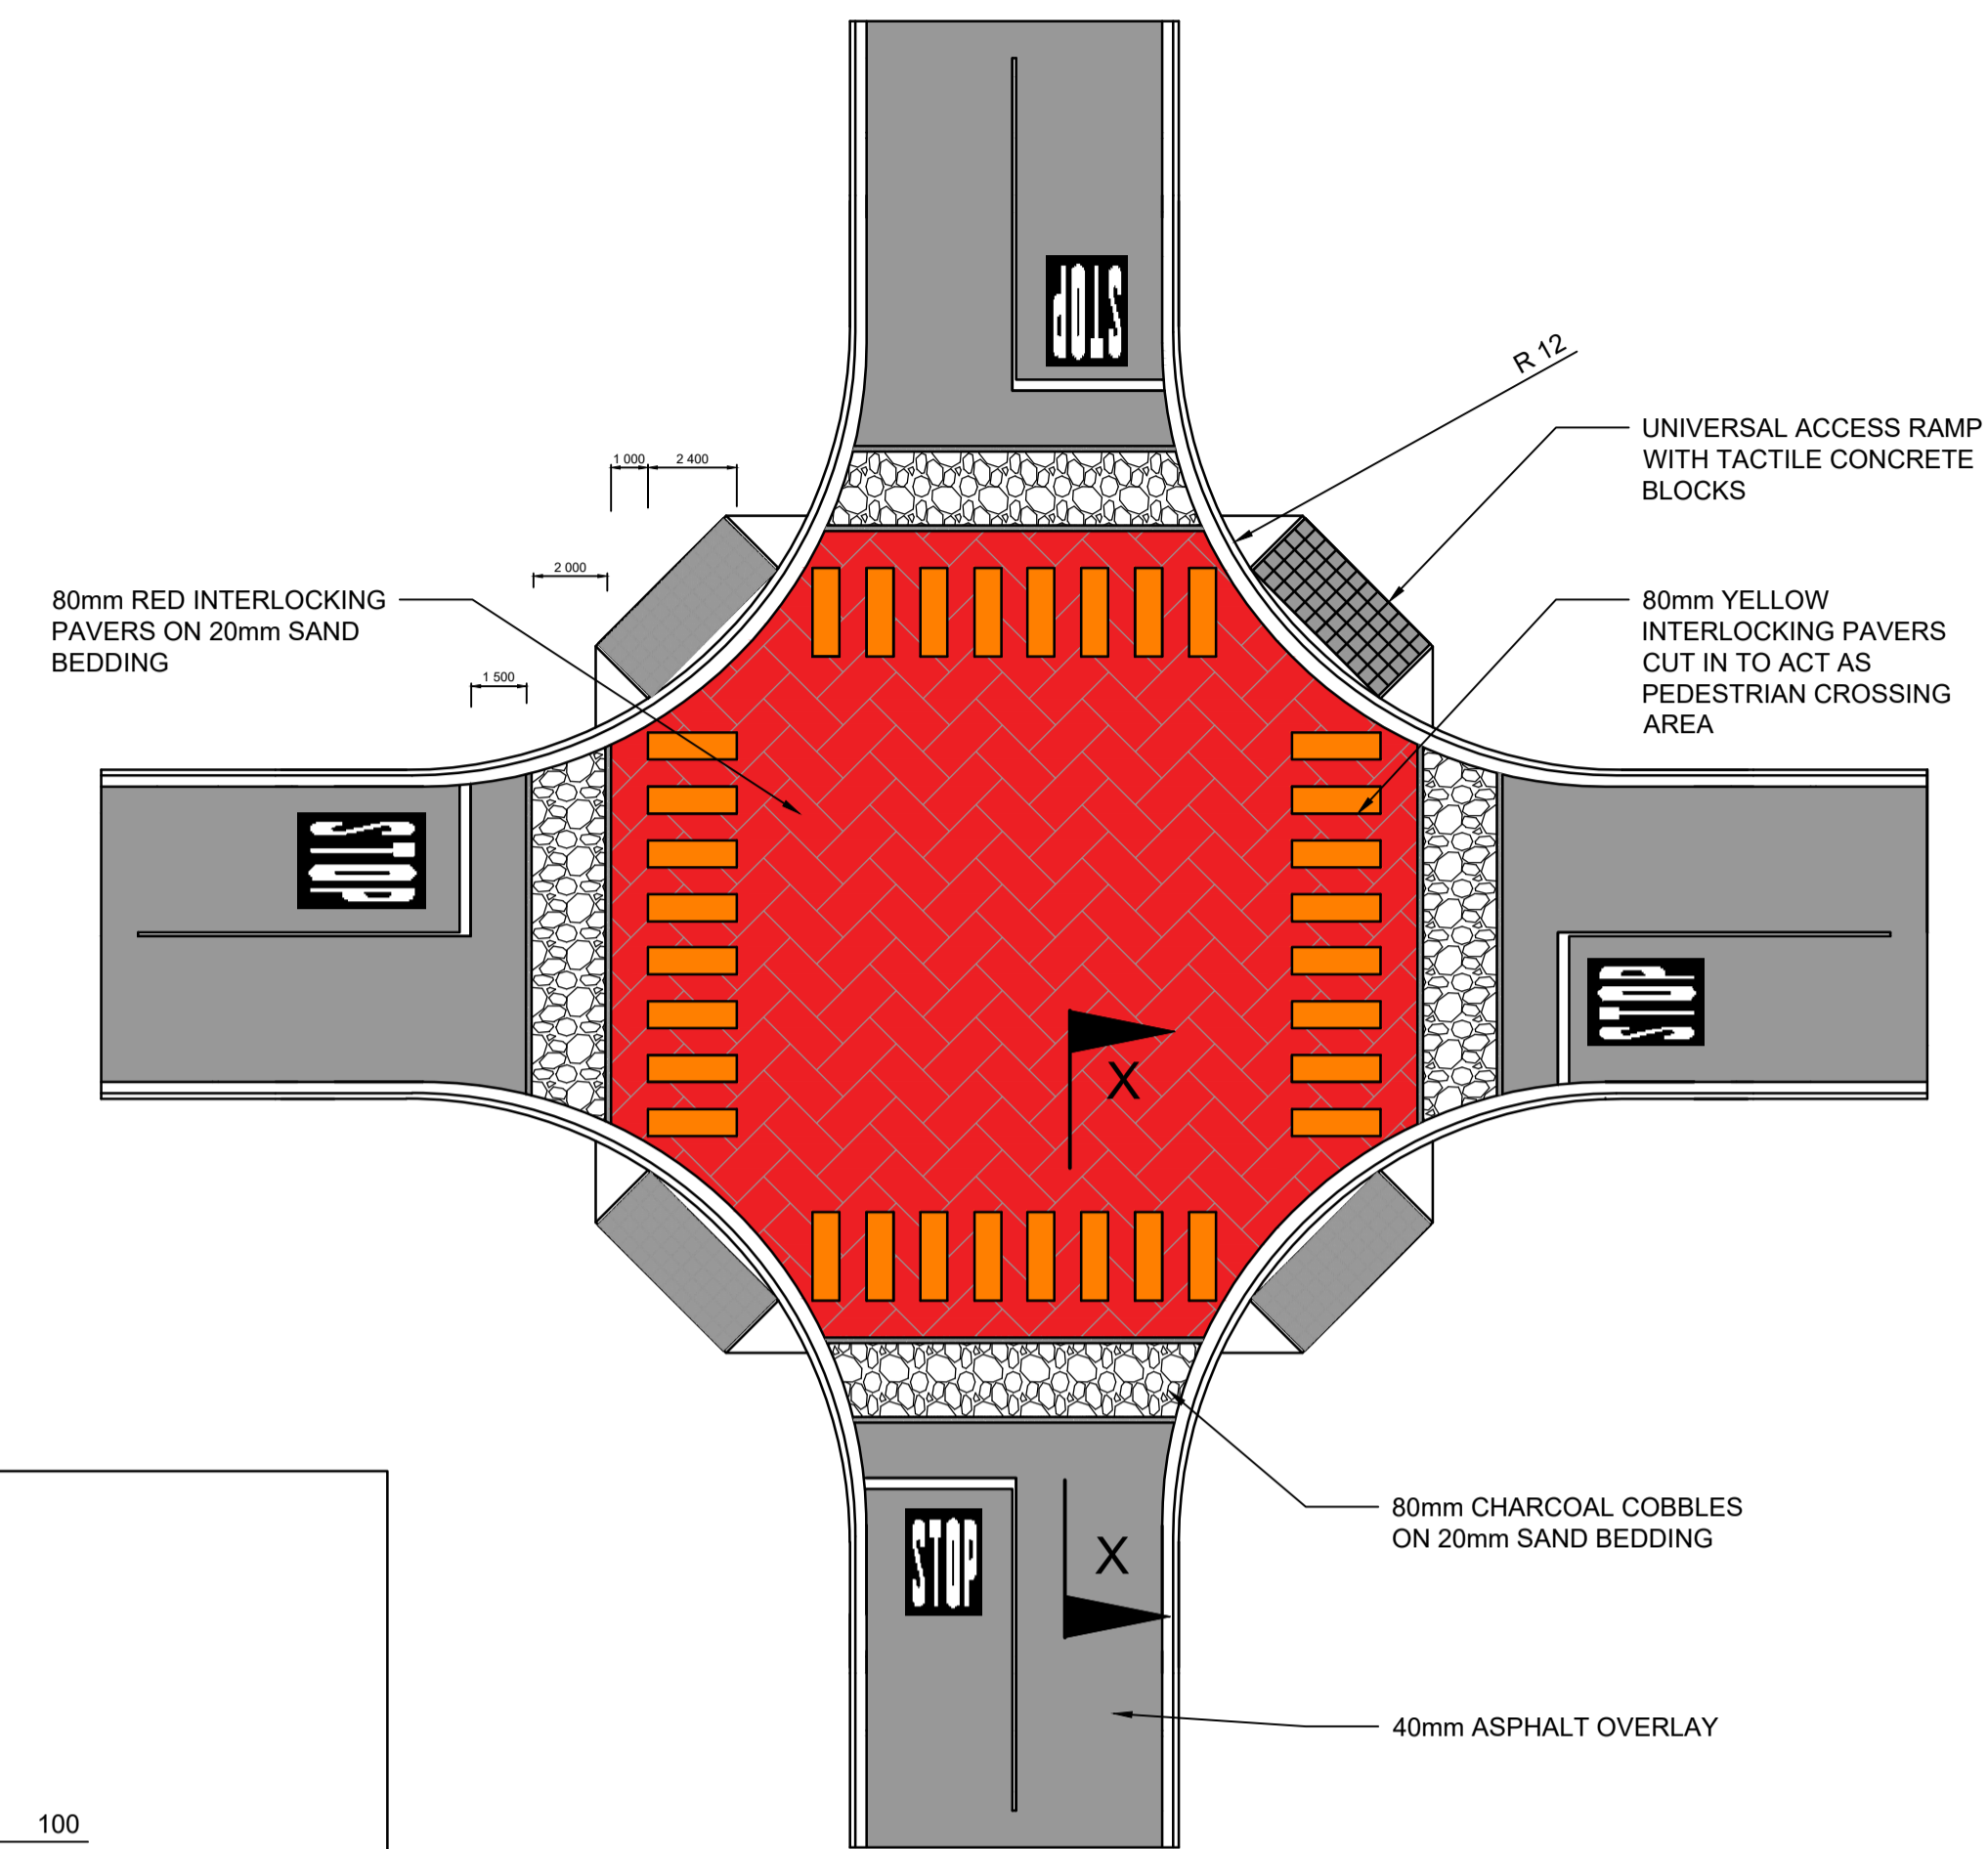 STOP
R 12
UNIVERSAL ACCESS RAMP
WITH TACTILE CONCRETE
BLOCKS
1 000
2 400
2 000
80mm RED INTERLOCKING
PAVERS ON 20mm SAND
BEDDING
80mm YELLOW
INTERLOCKING PAVERS
CUT IN TO ACT AS
PEDESTRIAN CROSSING
AREA
1 500
STOP
STOP
X
80mm CHARCOAL COBBLES
ON 20mm SAND BEDDING
STOP
X
40mm ASPHALT OVERLAY
100